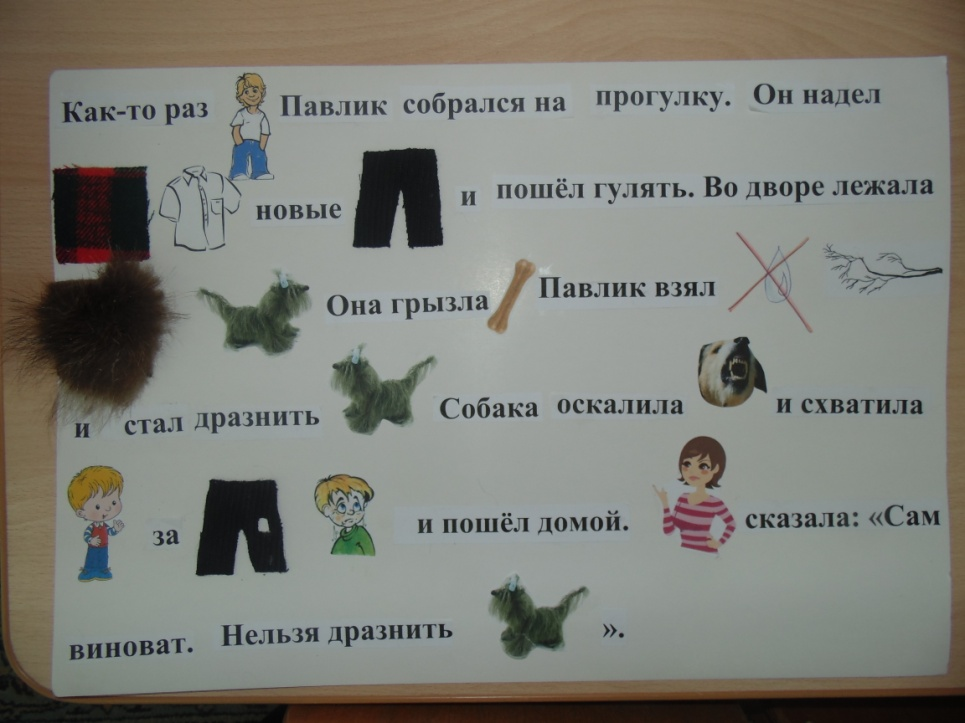 Как-то раз Павлик собрался на прогулку. Он надел
новые и пошёл гулять. Во дворе лежала
Она грызла Павлик взял
и стал дразнить Собака оскалила и схватила
за и пошёл домой. сказала: «Сам
виноват. Нельзя дразнить ».